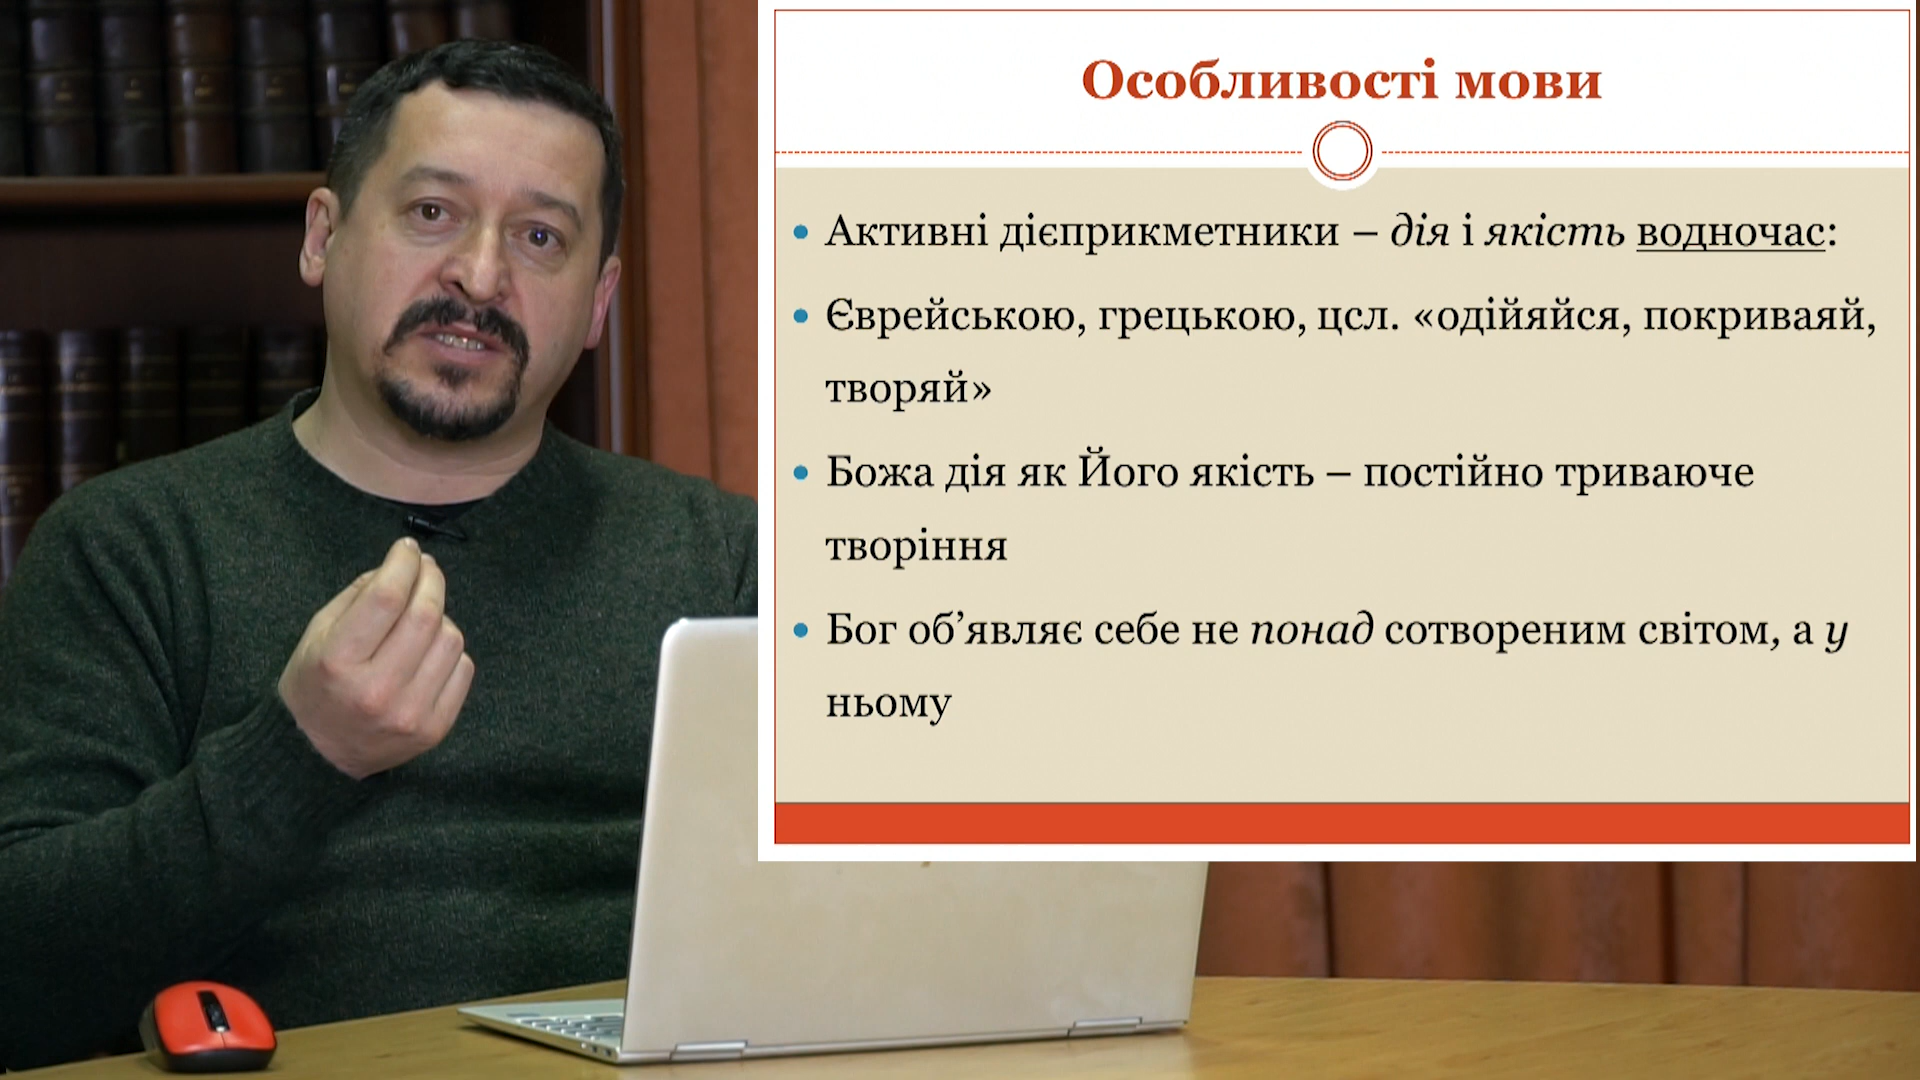 Особливості мови
Активні дієприкметники – дія і якість водночас:
Єврейською, грецькою, цсл. «одійяйся, покриваяй,
творяй»
Божа дія як Його якість – постійно триваюче
творіння
Бог об’являє себе не понад сотвореним світом, а у
ньому